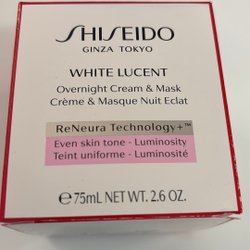 SHISEIDO
GINZA TOKYO
WHITE LUCENT
Overnight Cream & Mask
Crème & Masque Nuit Eclat
ReNeura Technology+™
Even skin tone - Luminosity
Teint uniforme - Luminosité
℮75mL NET WT. 2.6 OZ.